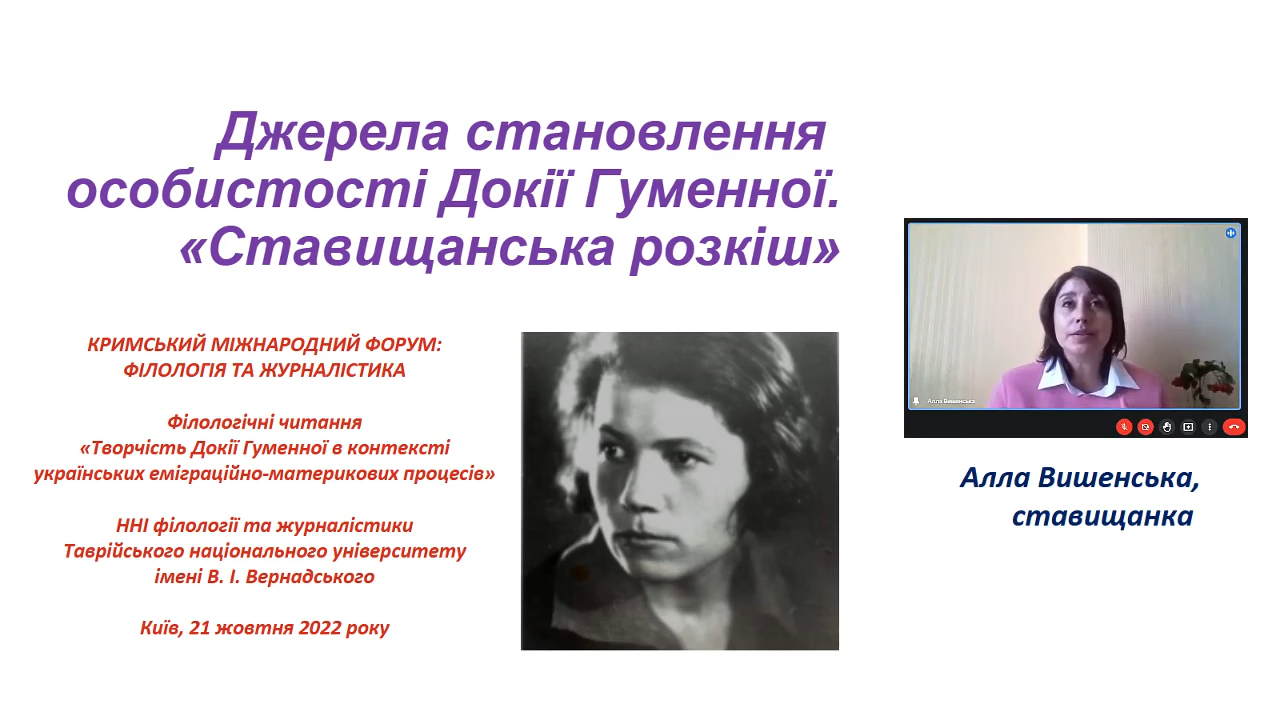 Джерела становлення
особистості Докії Гуменної.
«Ставищанська розкіш»
КРИМСЬКИЙ МІЖНАРОДНИЙ ФОРУМ:
ФІЛОЛОГІЯ ТА ЖУРНАЛІСТИКА
Філологічні читання
«Творчість Докії Гуменної в контексті
українських еміграційно-материкових процесів»
ННІ філології та журналістики
Таврійського національного університету
імені В. І. Вернадського
Київ, 21 жовтня 2022 року
Алла Вишенська
Алла Вишенська,
ставищанка